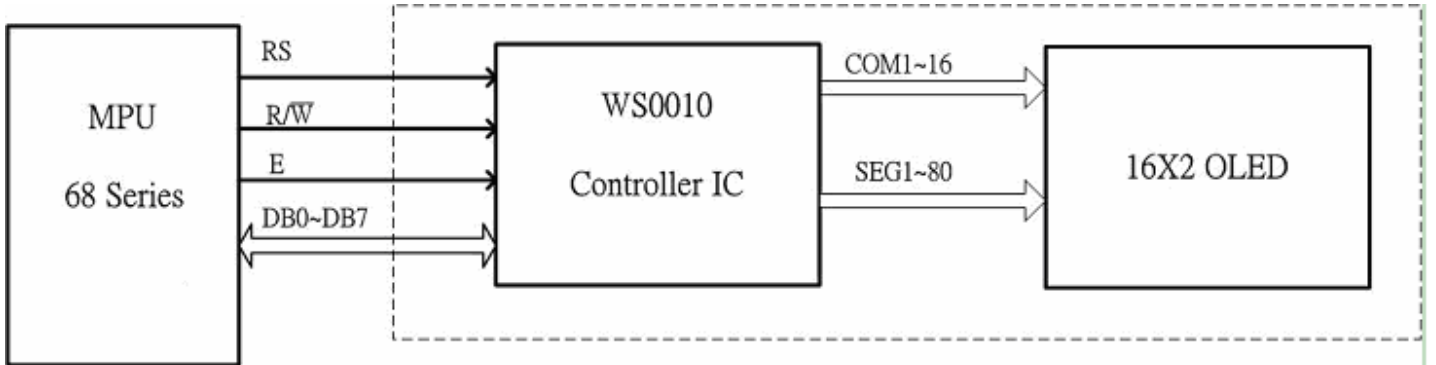 MPU
68 Series
RS
R/W̅
E
DB0~DB7
WS0010
Controller IC
COM1~16
SEG1~80
16X2 OLED